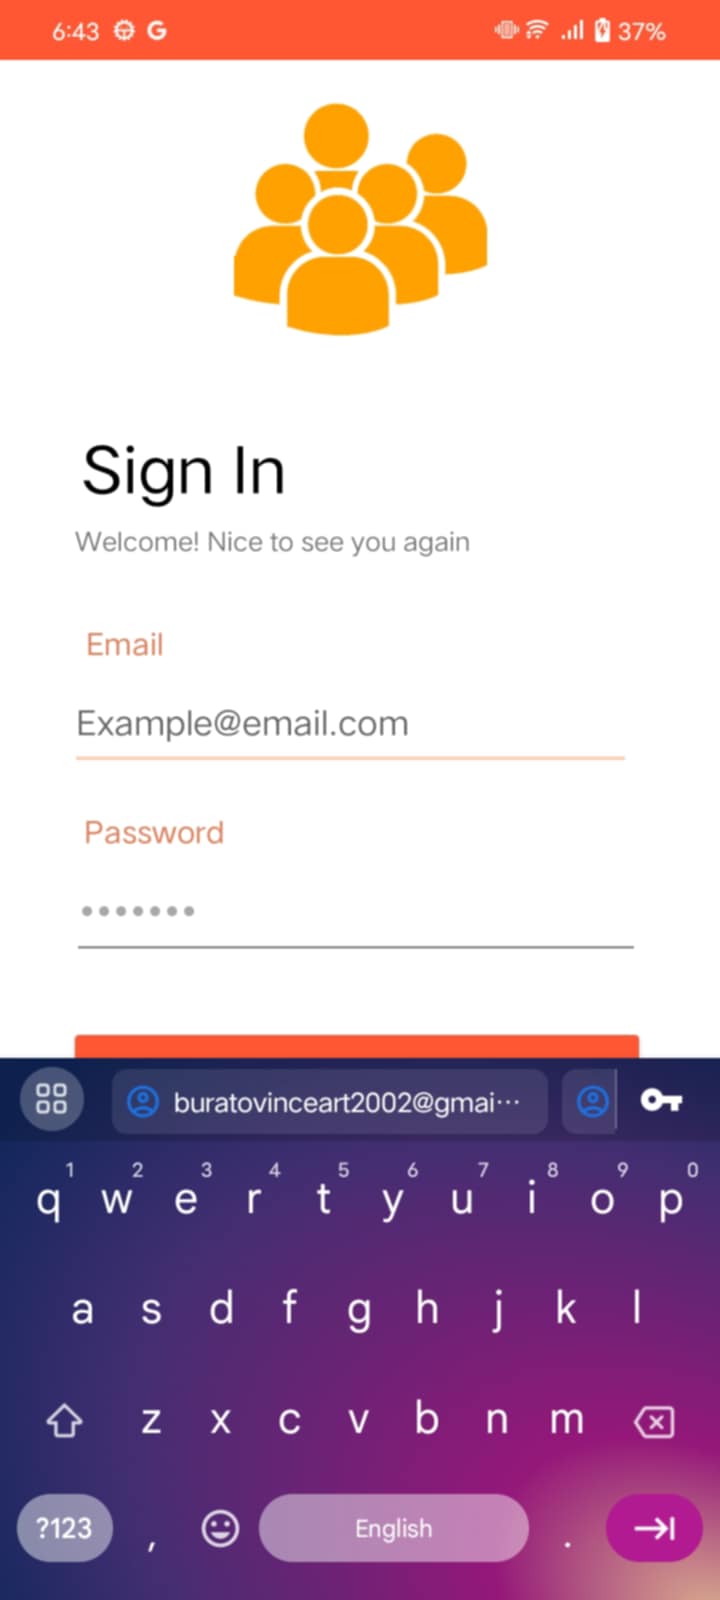 6:43 G 37%
Sign In
Welcome! Nice to see you again
Email
Example@email.com
Password
•••••••
buratovinceart2002@gmai···
1 2 3 4 5 6 7 8 9 0
q w e r t y u i o p
a s d f g h j k l
z x c v b n m
?123 , English .